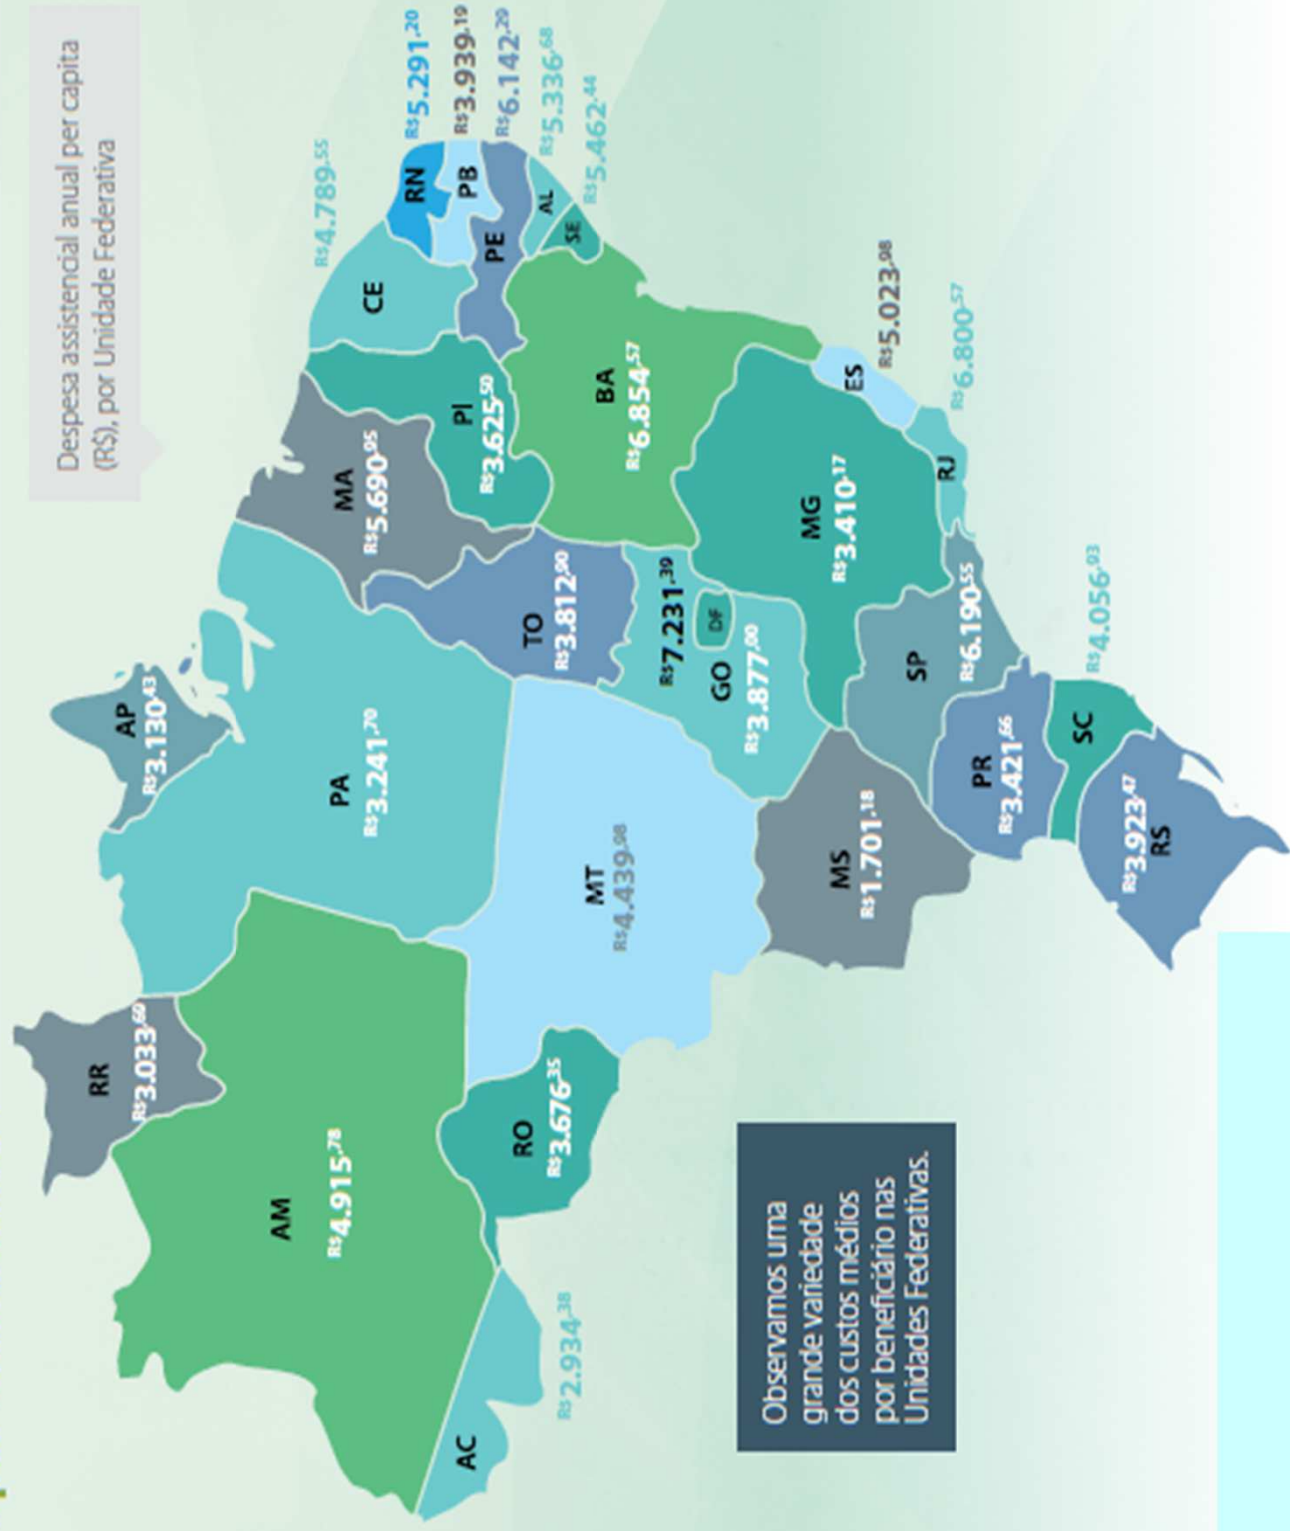 Despesa assistencial anual per capita
(R$), por Unidade Federativa
RR
R$3.033,60
AP
R$3.130,43
AM
R$4.915,78
PA
R$3.241,70
MA
R$5.690,95
CE
R$4.789,55
RN
R$5.291,20
PB
R$3.939,19
PE
R$6.142,29
AL
R$5.336,68
SE
R$5.462,44
PI
R$3.625,50
BA
R$6.854,57
TO
R$3.812,90
AC
R$2.934,38
RO
R$3.676,35
MT
R$4.439,98
R$7.231,39
DF
GO
R$3.877,00
MG
R$3.410,17
ES
R$5.023,98
RJ
R$6.800,57
MS
R$1.701,18
SP
R$6.190,55
PR
R$3.421,66
SC
R$4.056,93
R$3.923,47
RS
Observamos uma
grande variedade
dos custos médios
por beneficiário nas
Unidades Federativas.